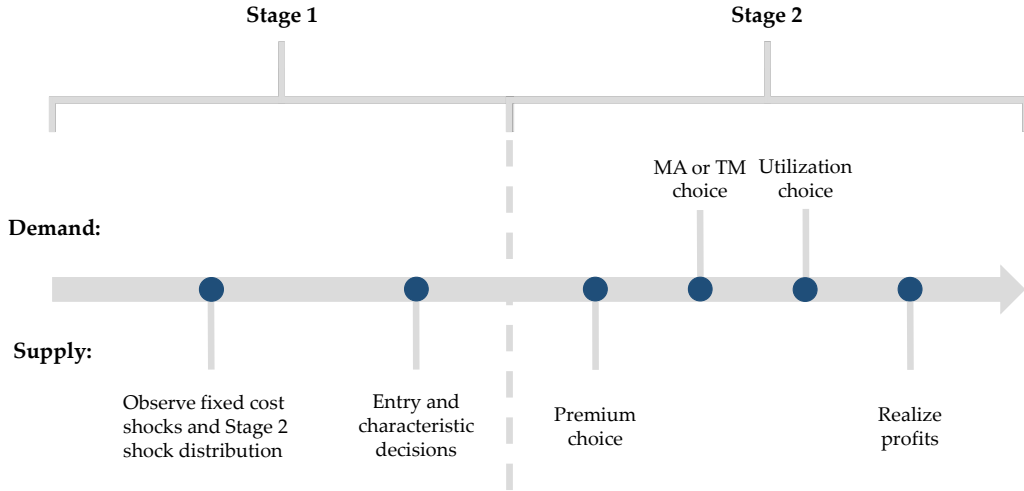 Stage 1
Stage 2
MA or TM
choice
Utilization
choice
Demand:
Supply:
Observe fixed cost
shocks and Stage 2
shock distribution
Entry and
characteristic
decisions
Premium
choice
Realize
profits